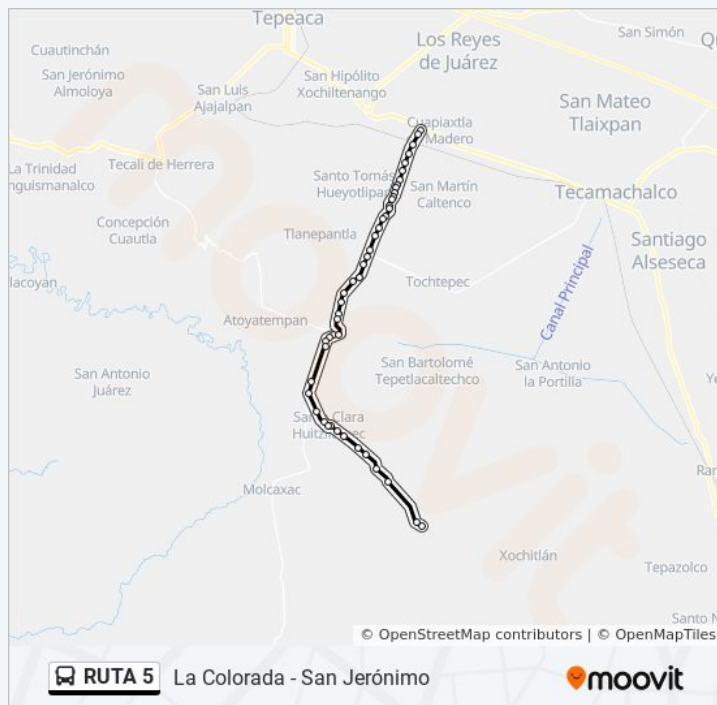 Tepeaca
San Simón
Cuautinchán
Los Reyes
de Juárez
San Jerónimo
Almoloya
San Hipólito
Xochiltenango
San Luis
Ajajalpan
San Mateo
Tlaixpan
Cuapiaxtla
Madero
La Trinidad
Tecali de Herrera
Santo Tomás
Hueyotlipan
San Martín
Caltenco
Tecamachalco
Concepción
Cuautla
Tlanepantla
Santiago
Alseseca
Tochtepec
Canal Principal
Atoyatempan
San Antonio
Juárez
San Bartolomé
Tepetlacaltechco
San Antonio
la Portilla
Molcaxac
Xochitlán
Tepazolco
moovit
© OpenStreetMap contributors | © OpenMapTiles
RUTA 5 La Colorada - San Jerónimo
moovit